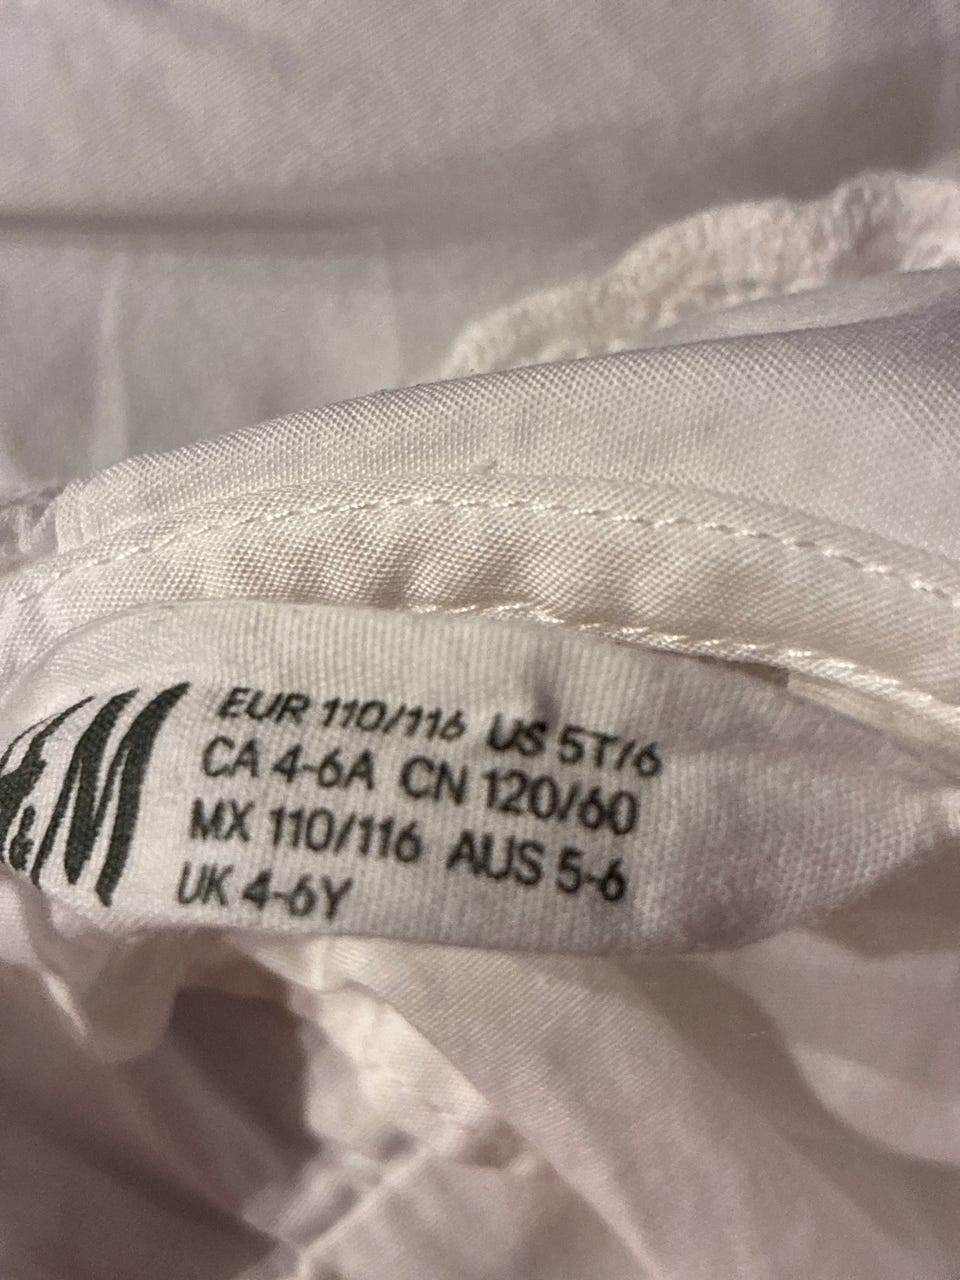 H&M
EUR 110/116 US 5T/6
CA 4-6A CN 120/60
MX 110/116 AUS 5-6
UK 4-6Y